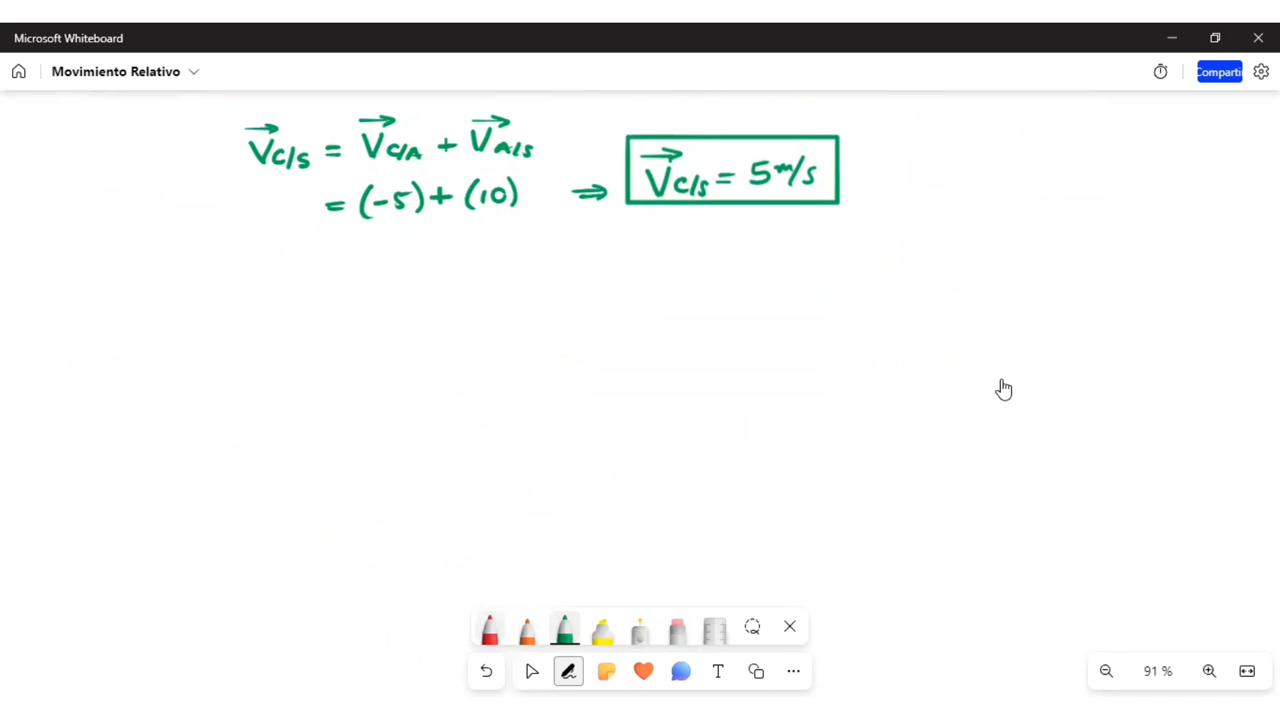 Microsoft Whiteboard
Movimiento Relativo
Comparti
V⃗c/s = V⃗c/A + V⃗A/s
= (-5) + (10) ⇒ V⃗c/s = 5 m/s
T
91 %